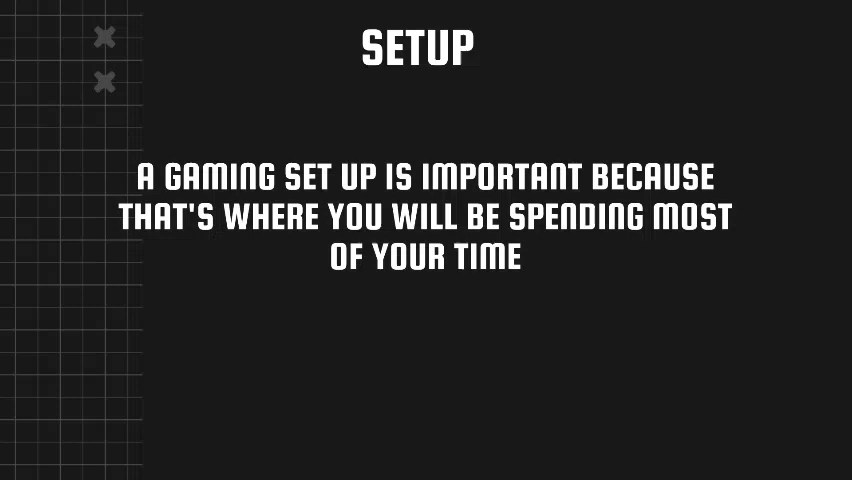 SETUP
A GAMING SET UP IS IMPORTANT BECAUSE
THAT'S WHERE YOU WILL BE SPENDING MOST
OF YOUR TIME